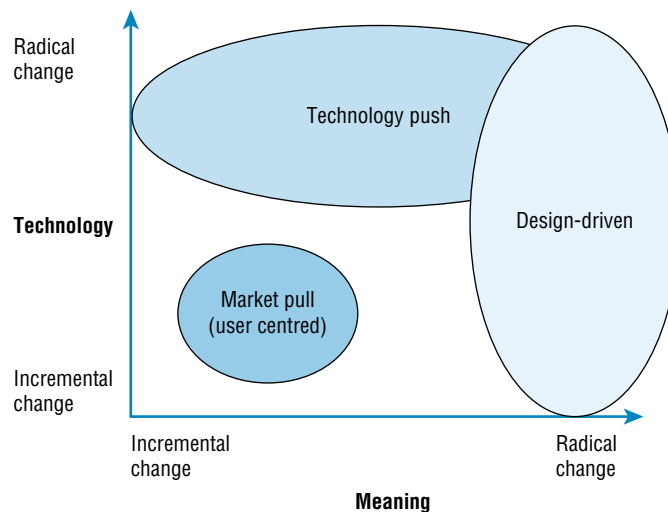 Radical
change
Technology push
Technology
Design-driven
Market pull
(user centred)
Incremental
change
Incremental
change
Radical
change
Meaning